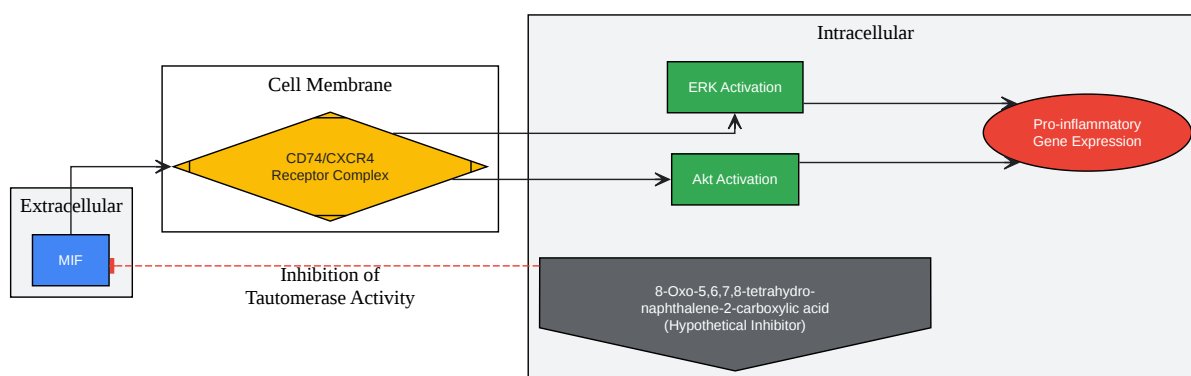 Intracellular
Cell Membrane
ERK Activation
Pro-inflammatory
Gene Expression
CD74/CXCR4
Receptor Complex
Akt Activation
Extracellular
MIF
Inhibition of
Tautomerase Activity
8-Oxo-5,6,7,8-tetrahydro-
naphthalene-2-carboxylic acid
(Hypothetical Inhibitor)